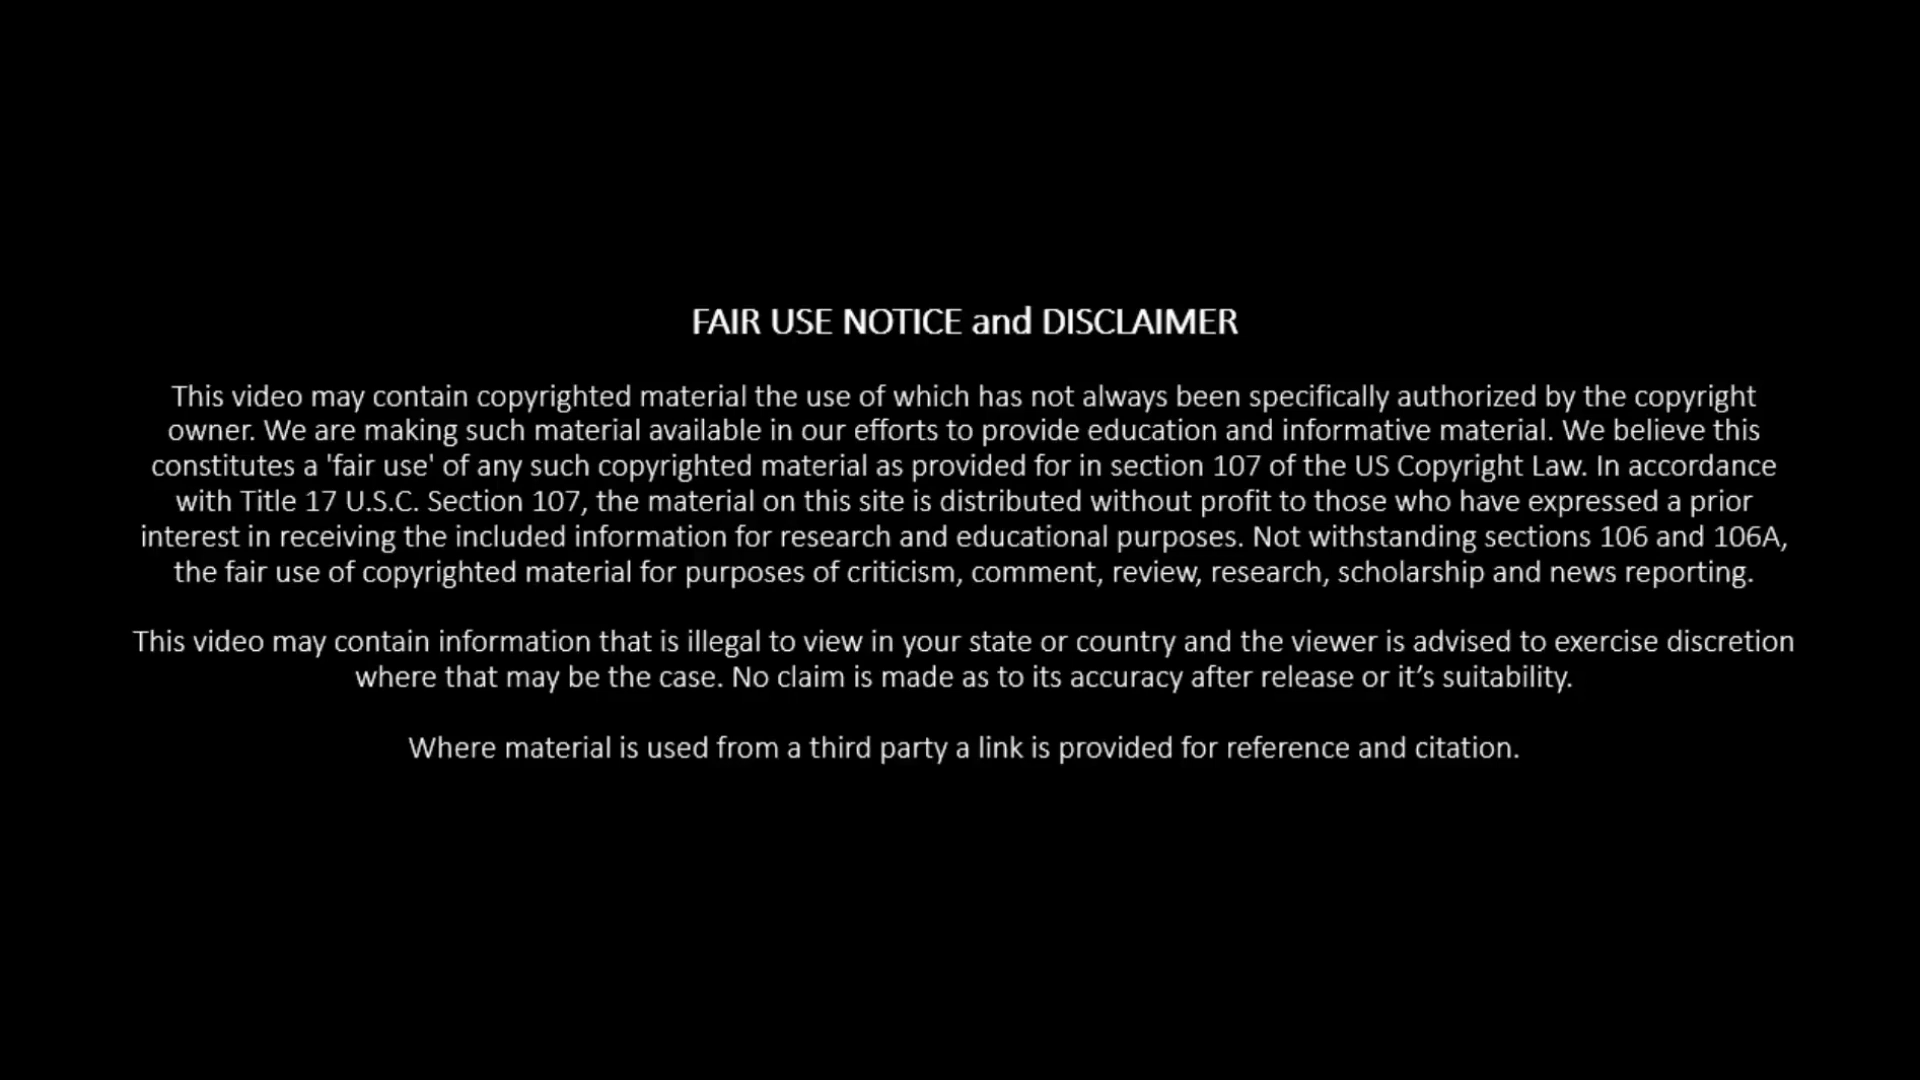 FAIR USE NOTICE and DISCLAIMER
This video may contain copyrighted material the use of which has not always been specifically authorized by the copyright
owner. We are making such material available in our efforts to provide education and informative material. We believe this
constitutes a 'fair use' of any such copyrighted material as provided for in section 107 of the US Copyright Law. In accordance
with Title 17 U.S.C. Section 107, the material on this site is distributed without profit to those who have expressed a prior
interest in receiving the included information for research and educational purposes. Not withstanding sections 106 and 106A,
the fair use of copyrighted material for purposes of criticism, comment, review, research, scholarship and news reporting.
This video may contain information that is illegal to view in your state or country and the viewer is advised to exercise discretion
where that may be the case. No claim is made as to its accuracy after release or it’s suitability.
Where material is used from a third party a link is provided for reference and citation.